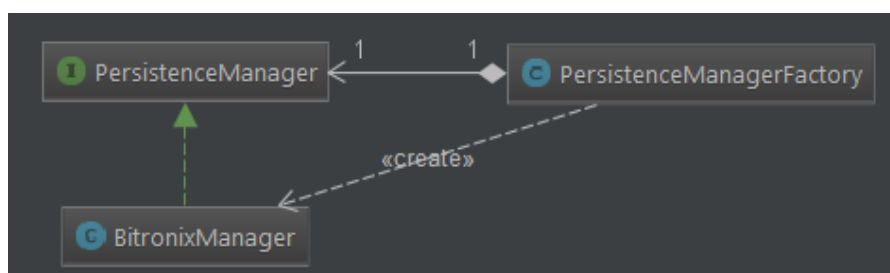 1 1
I PersistenceManager
C PersistenceManagerFactory
«create»
C BitronixManager